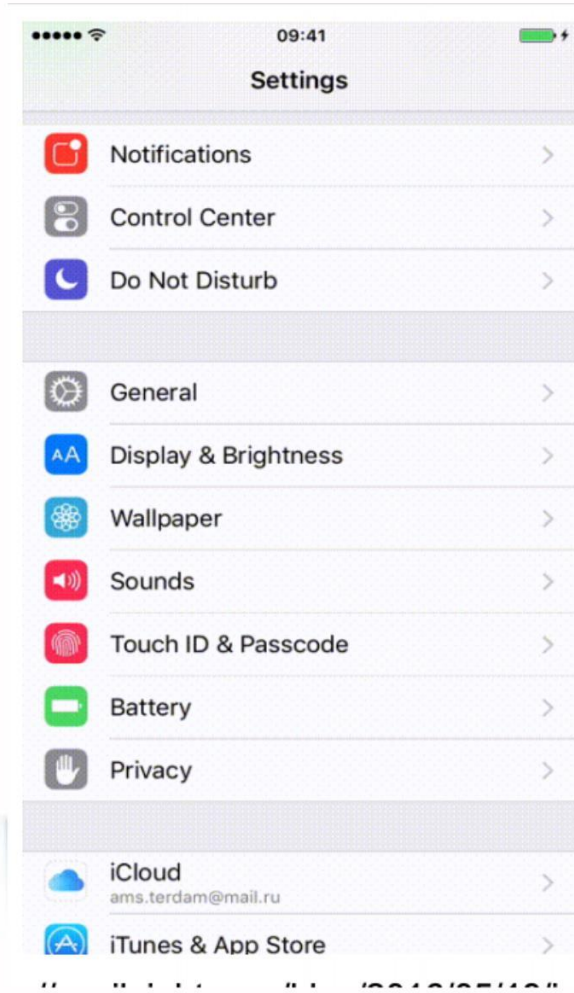 09:41
Settings
Notifications
Control Center
Do Not Disturb
General
AA Display & Brightness
Wallpaper
Sounds
Touch ID & Passcode
Battery
Privacy
iCloud
ams.terdam@mail.ru
iTunes & App Store